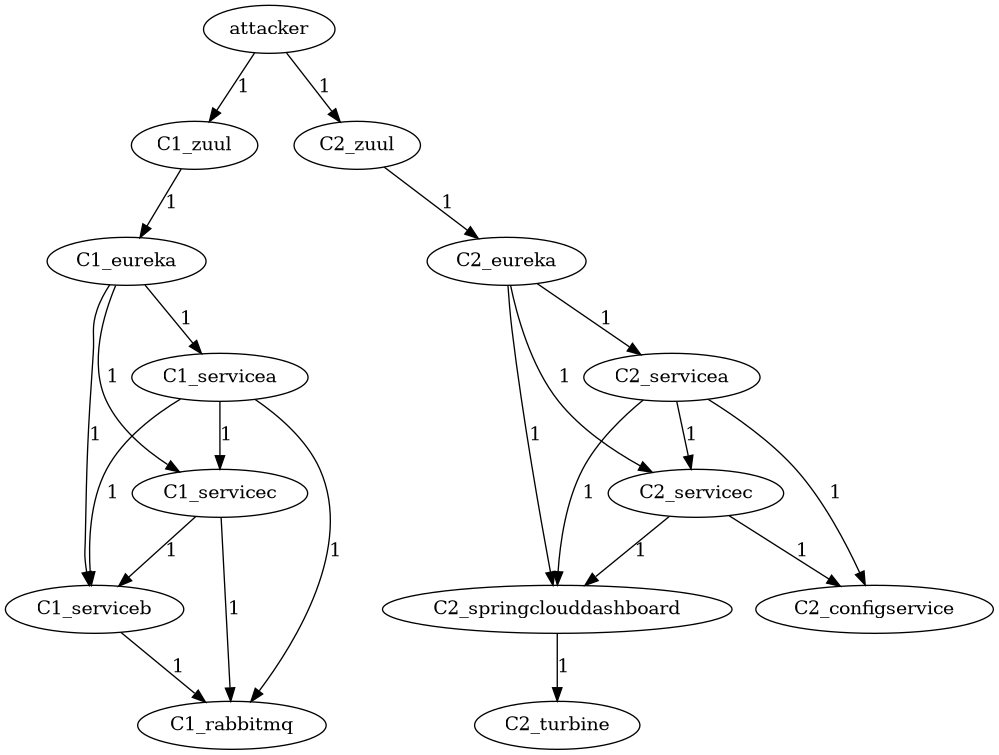 attacker
1 1
C1_zuul C2_zuul
1 1
C1_eureka C2_eureka
1 1
C1_servicea C2_servicea
1 1
1 1 1 1
1 1 1 1
C1_servicec C2_servicec
1 1 1 1
C1_serviceb C2_springclouddashboard C2_configservice
1 1 1
C1_rabbitmq C2_turbine